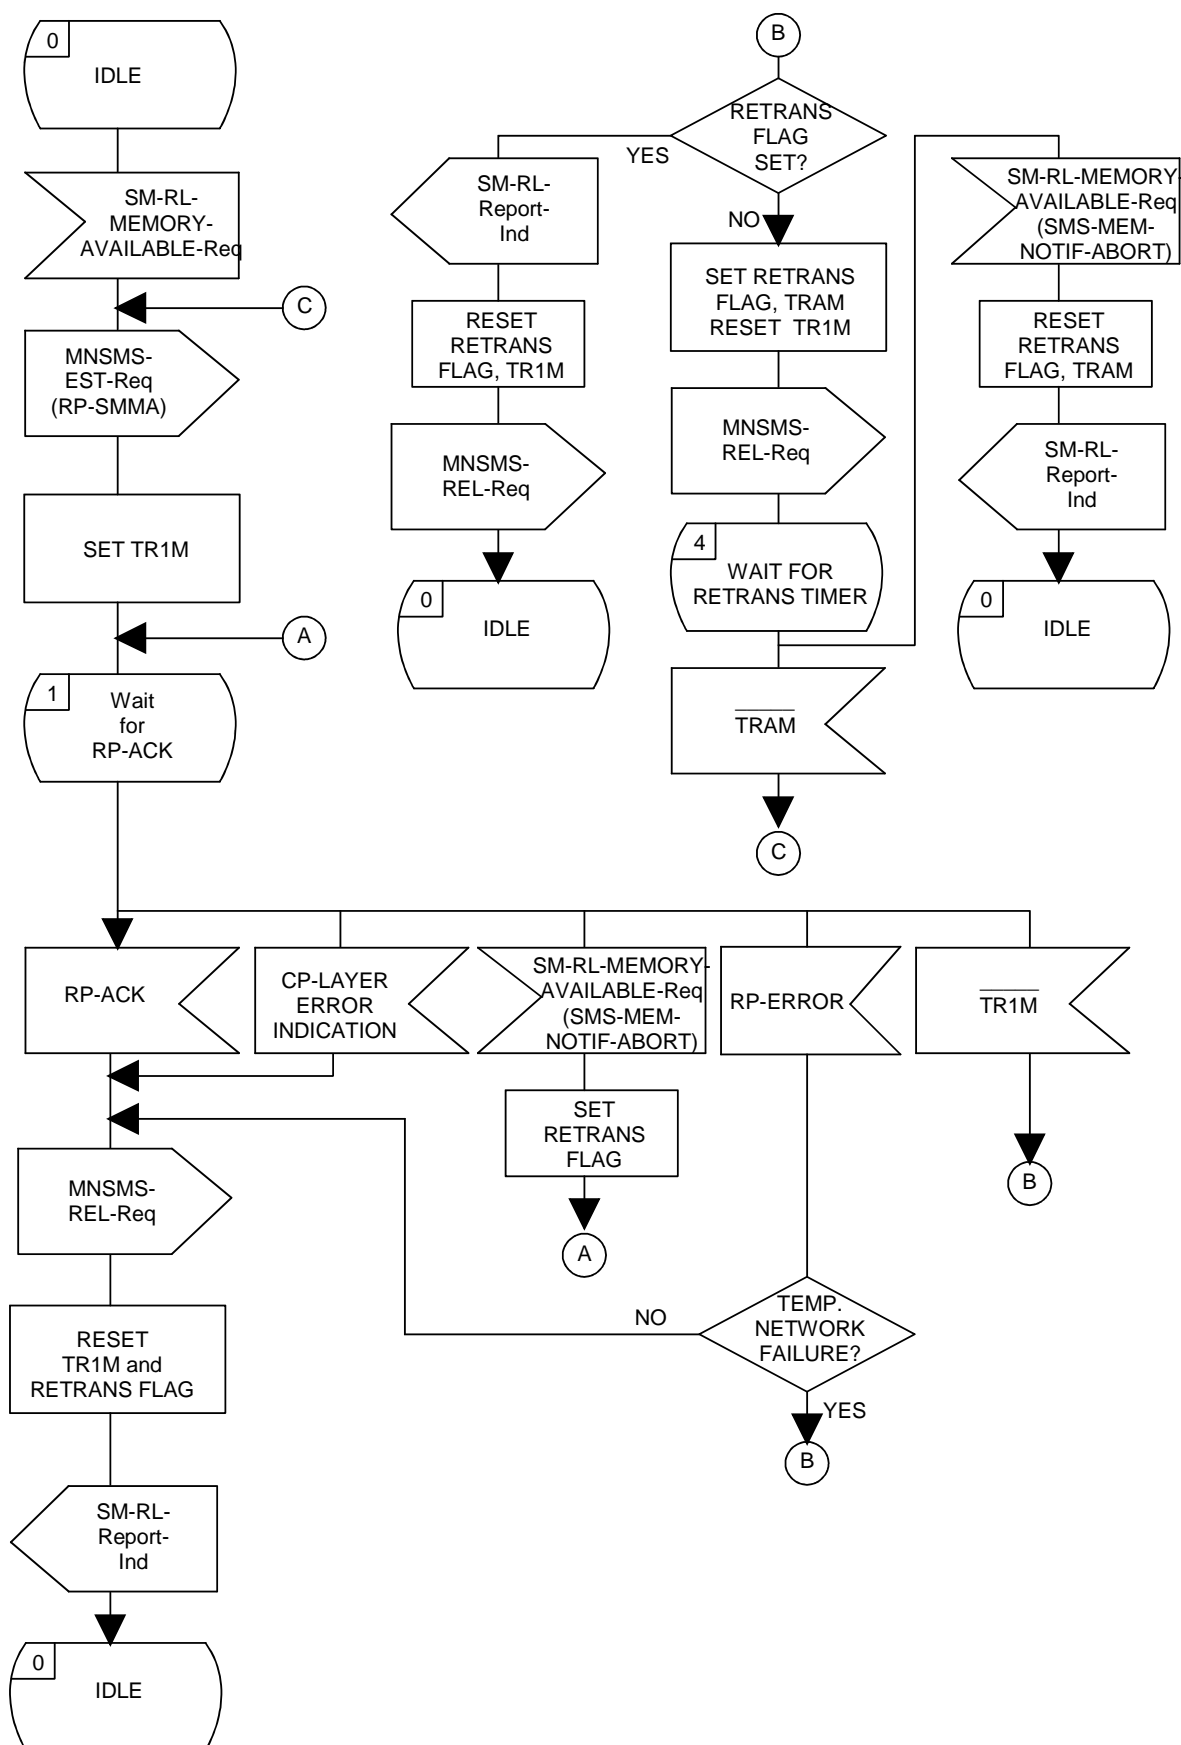 0
IDLE
SM-RL-
MEMORY-
AVAILABLE-Req
C
MNSMS-
EST-Req
(RP-SMMA)
SET TR1M
A
1
Wait
for
RP-ACK
B
RETRANS
FLAG
SET?
YES
NO
SM-RL-
Report-
Ind
RESET
RETRANS
FLAG, TR1M
MNSMS-
REL-Req
0
IDLE
SET RETRANS
FLAG, TRAM
RESET TR1M
MNSMS-
REL-Req
4
WAIT FOR
RETRANS TIMER
TRAM
C
SM-RL-MEMORY-
AVAILABLE-Req
(SMS-MEM-
NOTIF-ABORT)
RESET
RETRANS
FLAG, TRAM
SM-RL-
Report-
Ind
0
IDLE
RP-ACK
CP-LAYER
ERROR
INDICATION
SM-RL-MEMORY-
AVAILABLE-Req
(SMS-MEM-
NOTIF-ABORT)
RP-ERROR
TR1M
SET
RETRANS
FLAG
A
B
MNSMS-
REL-Req
NO
TEMP.
NETWORK
FAILURE?
YES
B
RESET
TR1M and
RETRANS FLAG
SM-RL-
Report-
Ind
0
IDLE